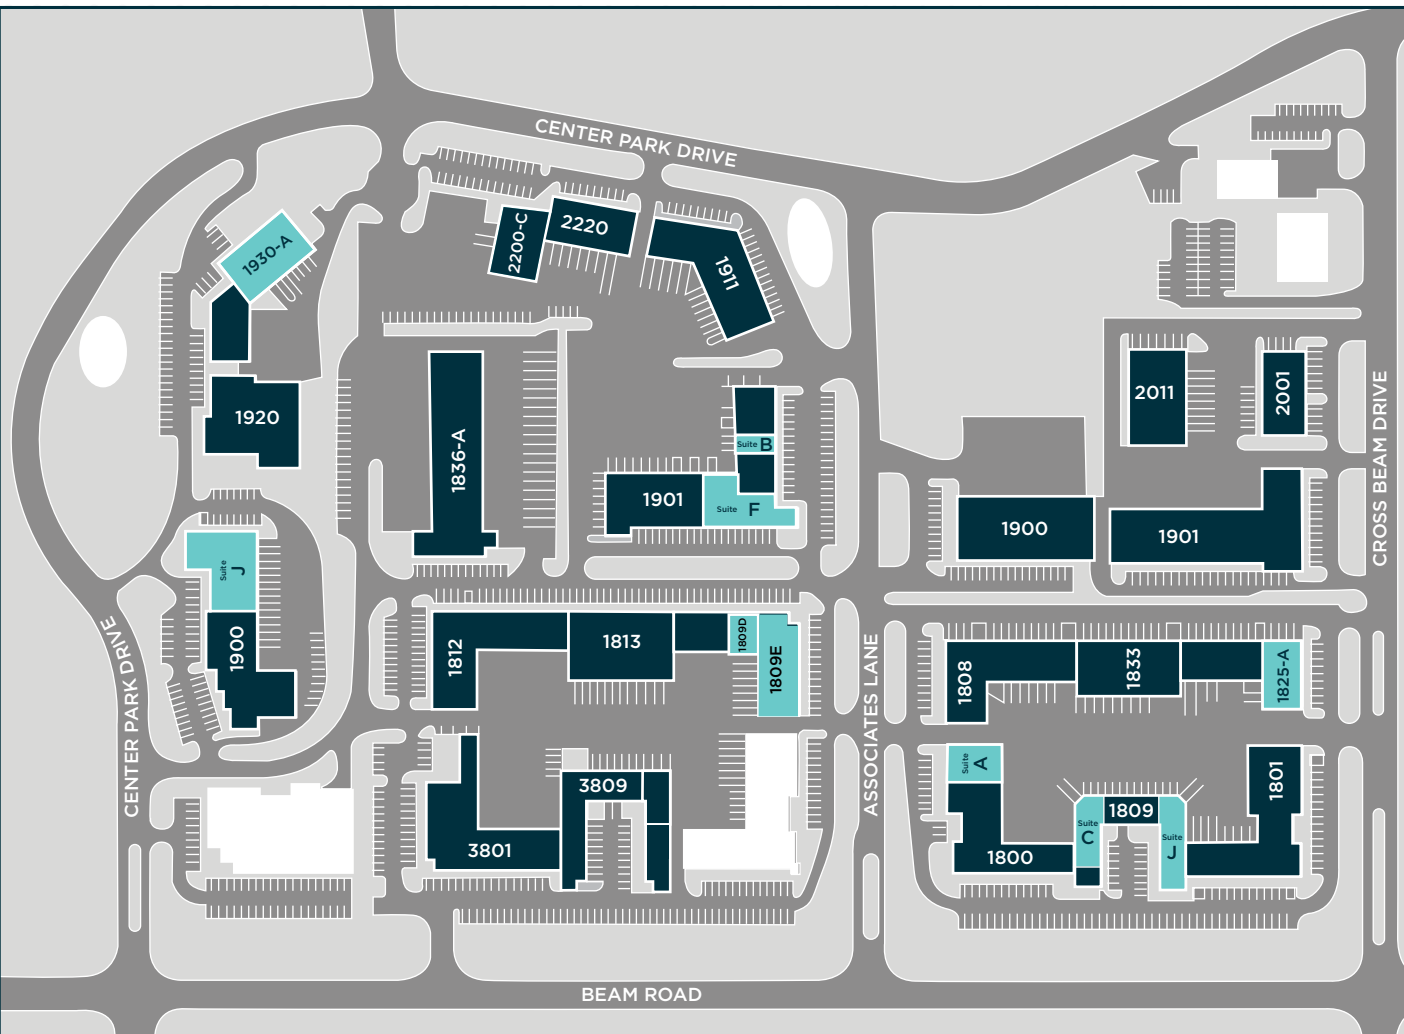 CENTER PARK DRIVE
1930-A
2200-C
2220
1911
1920
1836-A
Suite B
1901
Suite F
2011
2001
CROSS BEAM DRIVE
1900
1901
Suite J
1900
CENTER PARK DRIVE
1812
1813
1809D
1809E
ASSOCIATES LANE
1808
1833
1825-A
3801
3809
Suite A
1800
Suite C
1809
Suite J
1801
BEAM ROAD